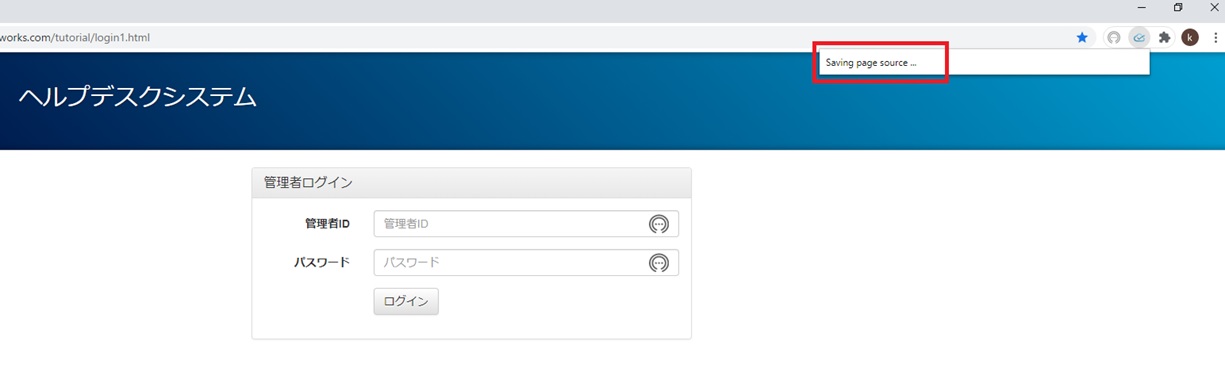 works.com/tutorial/login1.html
k
Saving page source ...
ヘルプデスクシステム
管理者ログイン
管理者ID 管理者ID
パスワード パスワード
ログイン